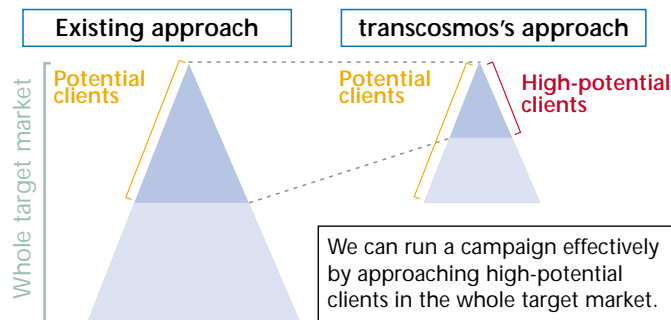 Existing approach
transcosmos's approach
Whole target market
Potential
clients
Potential
clients
High-potential
clients
We can run a campaign effectively
by approaching high-potential
clients in the whole target market.